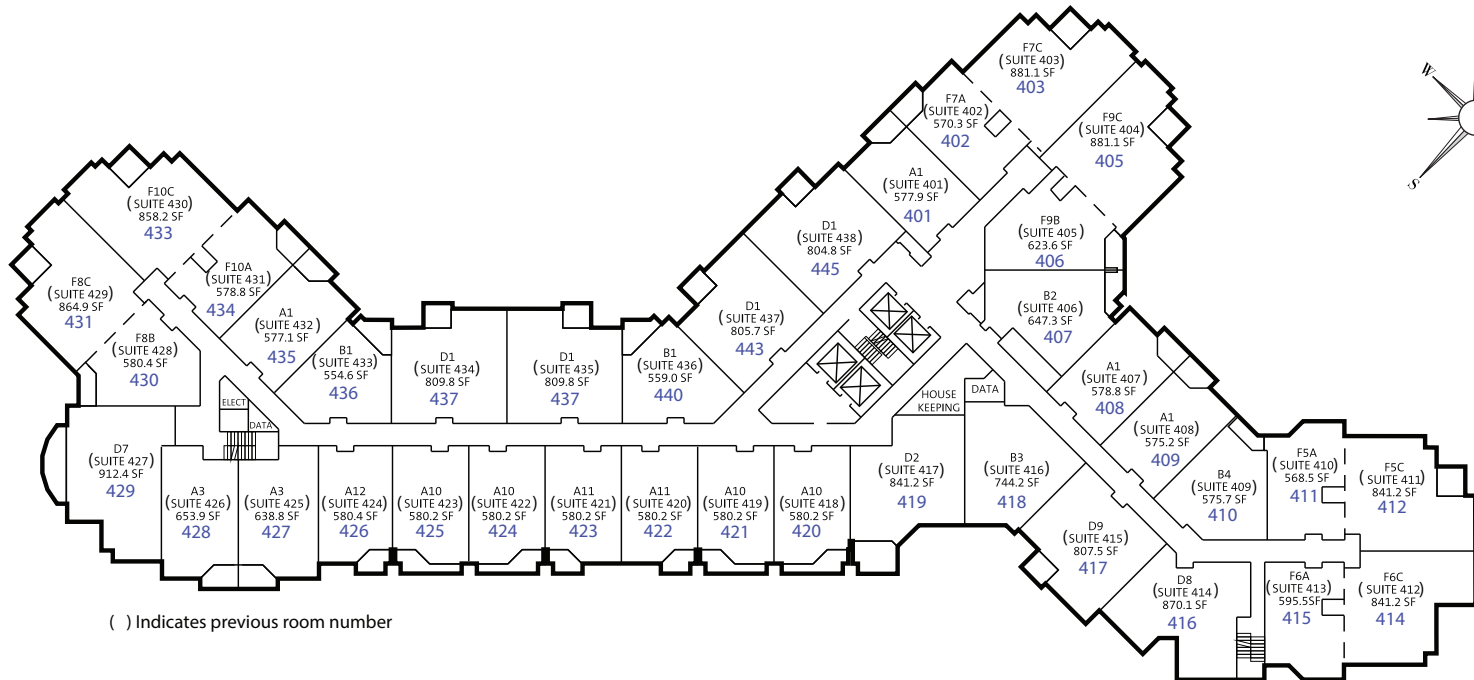 F7C
(SUITE 403)
881.1 SF
403
F7A
(SUITE 402)
570.3 SF
402
F9C
(SUITE 404)
881.1 SF
405
W
S
A1
(SUITE 401)
577.9 SF
401
F10C
(SUITE 430)
858.2 SF
433
D1
(SUITE 438)
804.8 SF
445
F9B
(SUITE 405)
623.6 SF
406
F8C
(SUITE 429)
864.9 SF
431
F10A
(SUITE 431)
578.8 SF
434
A1
(SUITE 432)
577.1 SF
435
D1
(SUITE 437)
805.7 SF
443
B2
(SUITE 406)
647.3 SF
407
F8B
(SUITE 428)
580.4 SF
430
B1
(SUITE 433)
554.6 SF
436
D1
(SUITE 434)
809.8 SF
437
D1
(SUITE 435)
809.8 SF
437
B1
(SUITE 436)
559.0 SF
440
A1
(SUITE 407)
578.8 SF
408
ELECT
DATA
HOUSE
KEEPING
DATA
A1
(SUITE 408)
575.2 SF
409
D7
(SUITE 427)
912.4 SF
429
A3
(SUITE 426)
653.9 SF
428
A3
(SUITE 425)
638.8 SF
427
A12
(SUITE 424)
580.4 SF
426
A10
(SUITE 423)
580.2 SF
425
A10
(SUITE 422)
580.2 SF
424
A11
(SUITE 421)
580.2 SF
423
A11
(SUITE 420)
580.2 SF
422
A10
(SUITE 419)
580.2 SF
421
A10
(SUITE 418)
580.2 SF
420
D2
(SUITE 417)
841.2 SF
419
B3
(SUITE 416)
744.2 SF
418
B4
(SUITE 409)
575.7 SF
410
F5A
(SUITE 410)
568.5 SF
411
F5C
(SUITE 411)
841.2 SF
412
D9
(SUITE 415)
807.5 SF
417
D8
(SUITE 414)
870.1 SF
416
F6A
(SUITE 413)
595.5SF
415
F6C
(SUITE 412)
841.2 SF
414
( ) Indicates previous room number